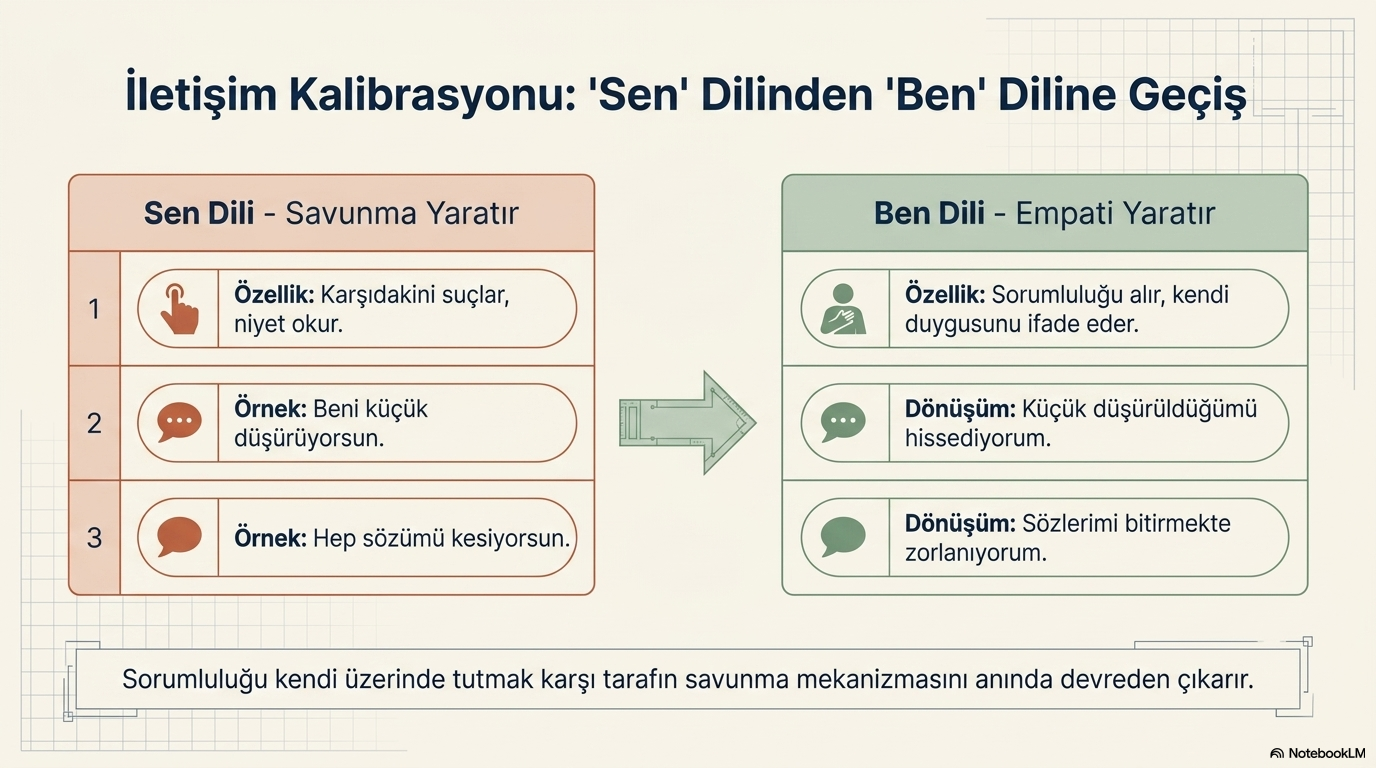 İletişim Kalibrasyonu: 'Sen' Dilinden 'Ben' Diline Geçiş
Sen Dili - Savunma Yaratır
1
Özellik: Karşıdakini suçlar,
niyet okur.
2
Örnek: Beni küçük
düşürüyorsun.
3
Örnek: Hep sözümü kesiyorsun.
Ben Dili - Empati Yaratır
Özellik: Sorumluluğu alır, kendi
duygusunu ifade eder.
Dönüşüm: Küçük düşürüldüğümü
hissediyorum.
Dönüşüm: Sözlerimi bitirmekte
zorlanıyorum.
Sorumluluğu kendi üzerinde tutmak karşı tarafın savunma mekanizmasını anında devreden çıkarır.
NotebookLM